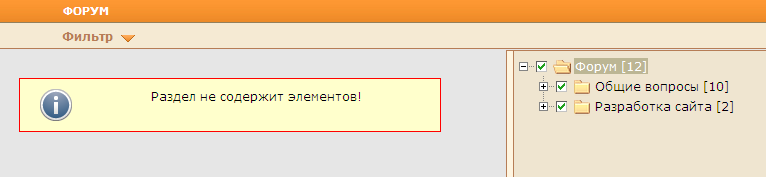 ФОРУМ
Фильтр
Раздел не содержит элементов!
Форум [12]
Общие вопросы [10]
Разработка сайта [2]